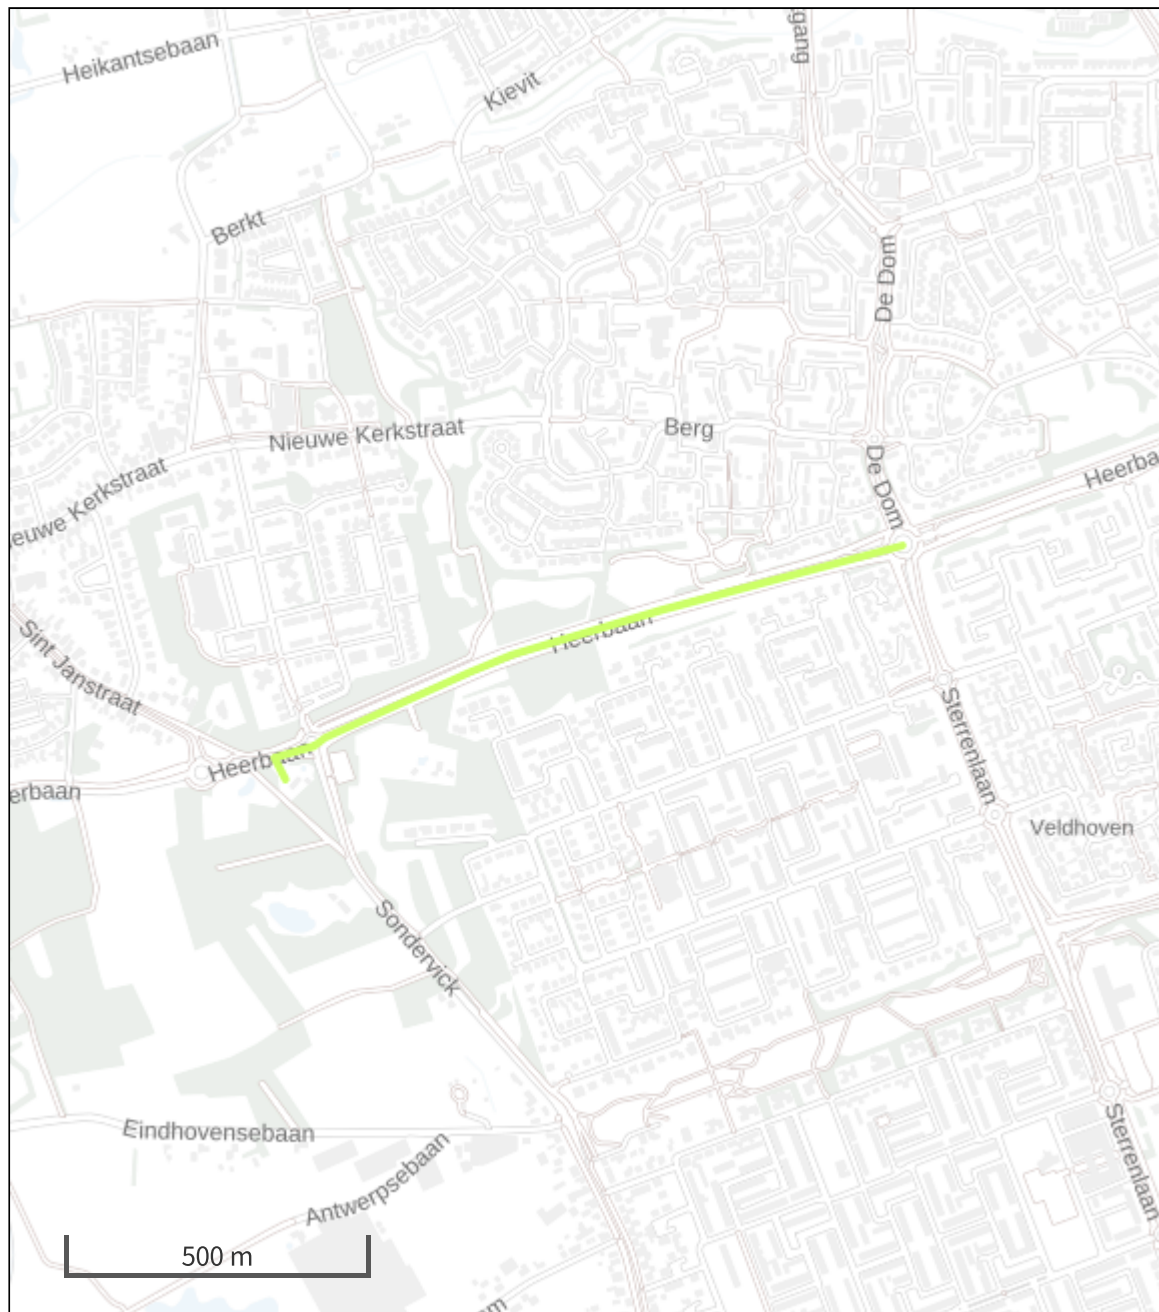 Heikantsebaan
Kievit
gang
Berkt
De Dom
Nieuwe Kerkstraat
Berg
De Dom
Heerba
ieuwe Kerkstraat
Sint Janstraat
Heerbaan
Sterrenlaan
Heerbaan
erbaan
Veldhoven
Sondervick
Eindhovensebaan
Antwerpsebaan
Sterrenlaan
500 m
m